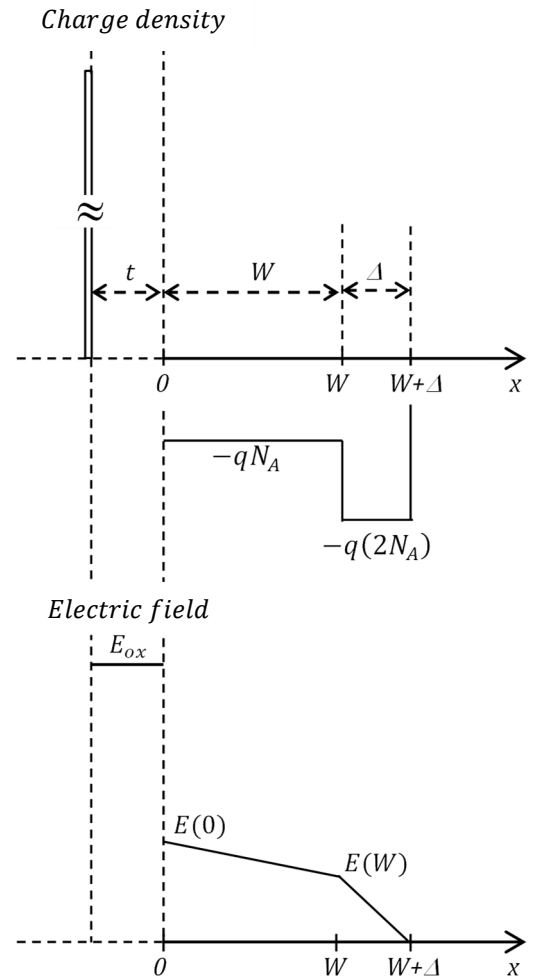 Charge density
≈
t W Δ
0 W W+Δ x
−qN_A
−q(2N_A)
Electric field
E_ox
E(0)
E(W)
0 W W+Δ x